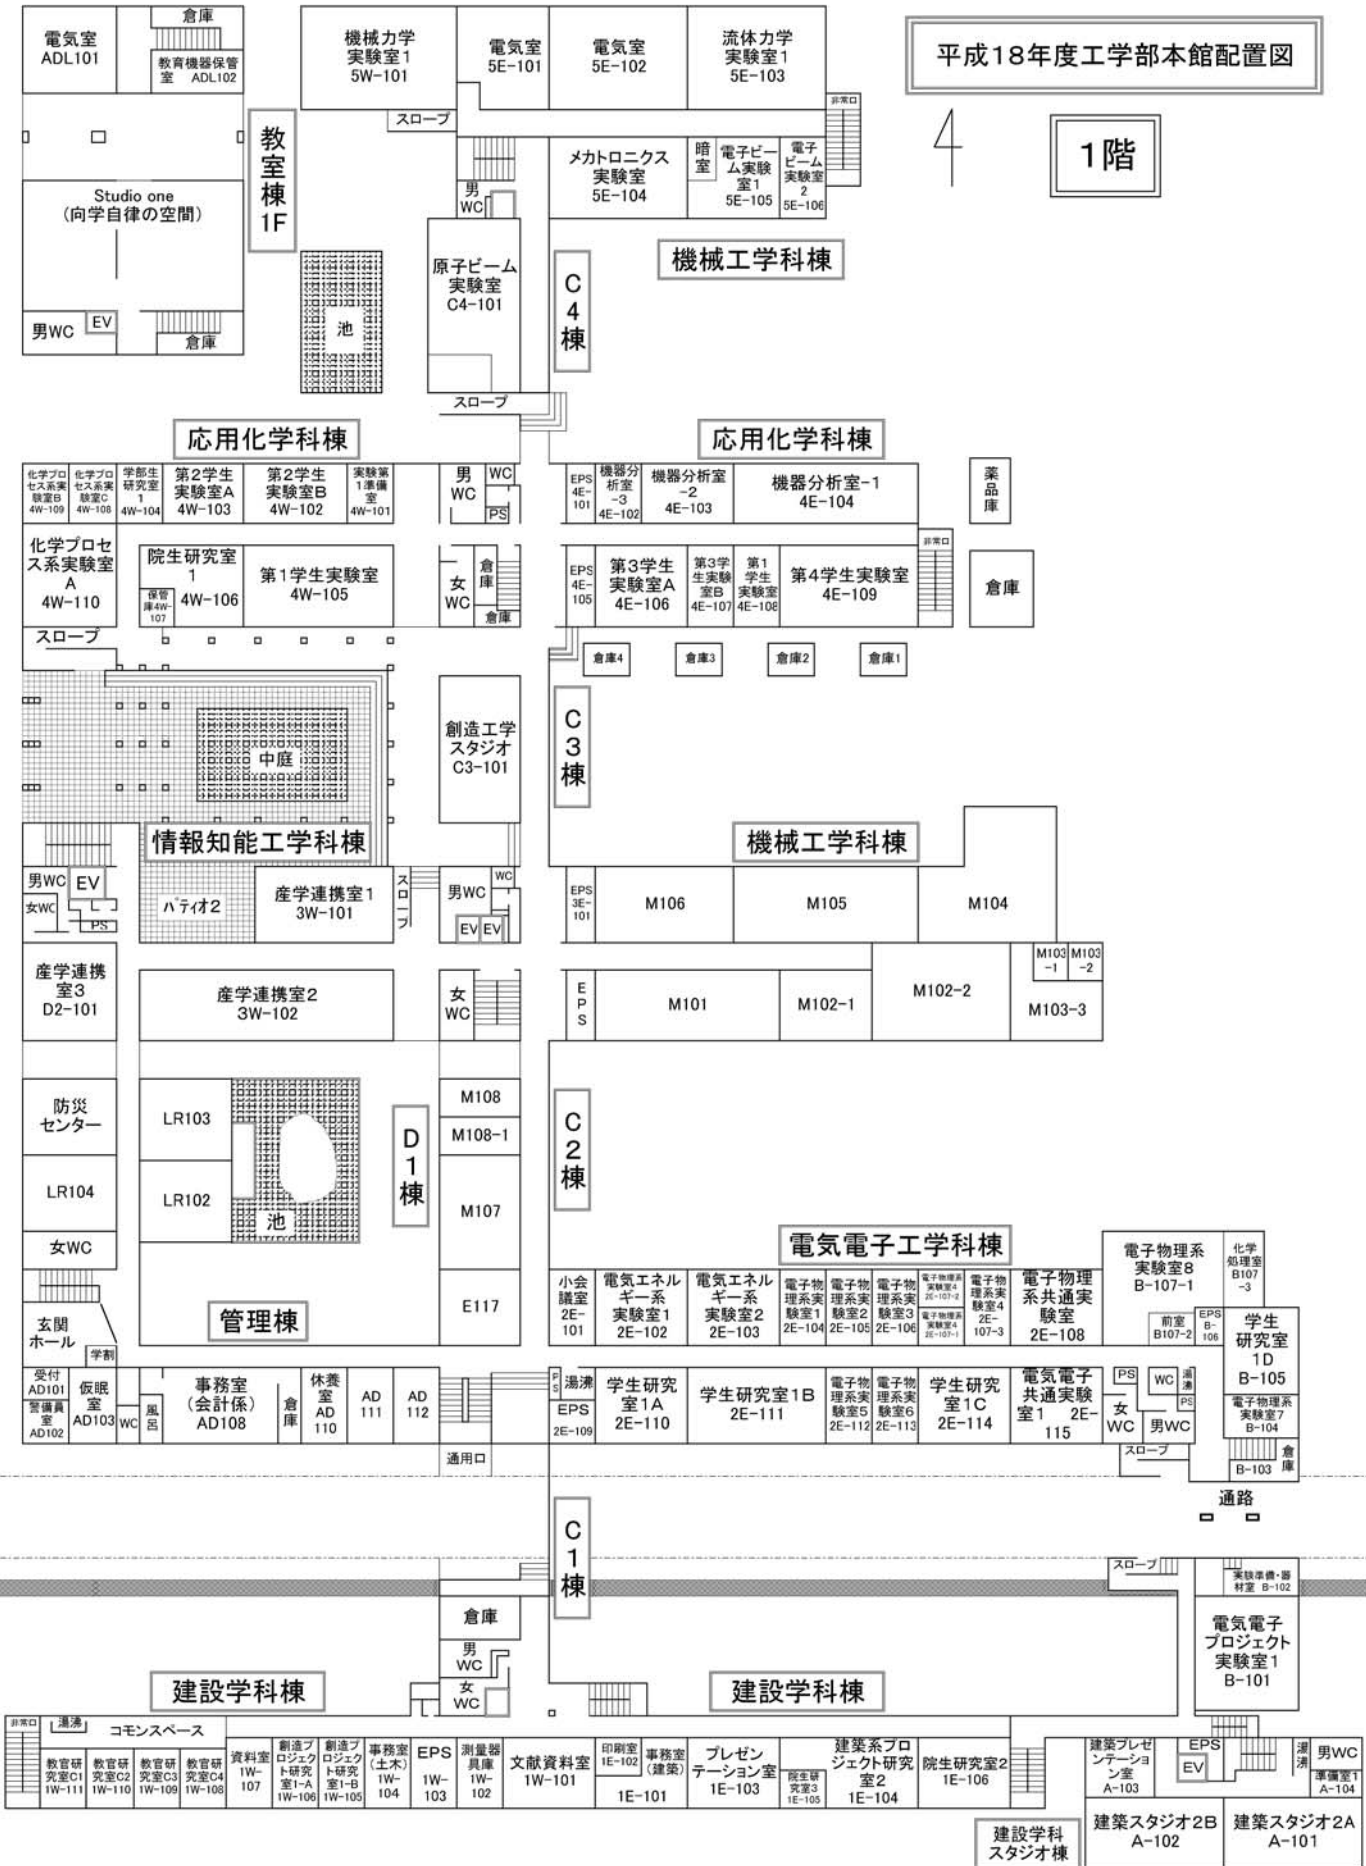 平成18年度工学部本館配置図
1階
電気室
ADL101
倉庫
教育機器保管
室 ADL102
教
室
棟
1F
Studio one
(向学自律の空間)
男WC
EV
倉庫
機械力学
実験室1
5W-101
電気室
5E-101
電気室
5E-102
流体力学
実験室1
5E-103
非常口
スロープ
男
WC
メカトロニクス
実験室
5E-104
暗
室
電子ビー
ム実験
室1
5E-105
電子
ビーム
実験室
2
5E-106
機械工学科棟
原子ビーム
実験室
C4-101
C
4
棟
池
スロープ
応用化学科棟
応用化学科棟
化学プロ
セス系実
験室B
4W-109
化学プロ
セス系実
験室C
4W-108
学部生
研究室
1
4W-104
第2学生
実験室A
4W-103
第2学生
実験室B
4W-102
実験第
1準備
室
4W-101
男
WC
WC
PS
EPS
4E-
101
機器分
析室
-3
4E-102
機器分析室
-2
4E-103
機器分析室-1
4E-104
薬
品
庫
化学プロセ
ス系実験室
A
4W-110
院生研究室
1
4W-106
保管
庫4W-
107
第1学生実験室
4W-105
女
WC
倉
庫
倉庫
EPS
4E-
105
第3学生
実験室A
4E-106
第3学
生実験
室B
4E-107
第1
学生
実験室
4E-108
第4学生実験室
4E-109
非常口
倉庫
スロープ
倉庫4
倉庫3
倉庫2
倉庫1
中庭
創造工学
スタジオ
C3-101
C
3
棟
情報知能工学科棟
機械工学科棟
男WC
EV
女WC
PS
パティオ2
産学連携室1
3W-101
ス
ロ
ー
プ
男WC
WC
EV
EV
EPS
3E-
101
M106
M105
M104
産学連携
室3
D2-101
産学連携室2
3W-102
女
WC
E
P
S
M101
M102-1
M102-2
M103
-1
M103
-2
M103-3
防災
センター
LR103
LR104
LR102
池
D
1
棟
M108
M108-1
M107
C
2
棟
女WC
玄関
ホール
学割
管理棟
E117
電気電子工学科棟
小会
議室
2E-
101
電気エネル
ギー系
実験室1
2E-102
電気エネル
ギー系
実験室2
2E-103
電子物
理系実
験室1
2E-104
電子物
理系実
験室2
2E-105
電子物
理系実
験室3
2E-106
電子物理系
実験室4
2E-107-2
電子物理系
実験室4
2E-107-1
電子物
理系実
験室4
2E-
107-3
電子物理
系共通実
験室
2E-108
電子物理系
実験室8
B-107-1
化学
処理室
B107
-3
前室
B107-2
EPS
B-
106
学生
研究室
1D
B-105
受付
AD101
警備員
室
AD102
仮眠
室
AD103
WC
風
呂
事務室
(会計係)
AD108
倉
庫
休養
室
AD
110
AD
111
AD
112
通用口
P
S
湯沸
EPS
2E-109
学生研究
室1A
2E-110
学生研究室1B
2E-111
電子物
理系実
験室5
2E-112
電子物
理系実
験室6
2E-113
学生研究
室1C
2E-114
電気電子
共通実験
室1 2E-
115
PS
WC
湯
沸
PS
女
WC
男WC
電子物理系
実験室7
B-104
スロープ
B-103
倉
庫
通路
C
1
棟
スロープ
実験準備・器
材室 B-102
電気電子
プロジェクト
実験室1
B-101
倉庫
男
WC
女
WC
建設学科棟
建設学科棟
非常口
湯沸
コモンスペース
教官研
究室C1
1W-111
教官研
究室C2
1W-110
教官研
究室C3
1W-109
教官研
究室C4
1W-108
資料室
1W-
107
創造プ
ロジェク
ト研究
室1-A
1W-106
創造プ
ロジェク
ト研究
室1-B
1W-105
事務室
(土木)
1W-
104
EPS
1W-
103
測量器
具庫
1W-
102
文献資料室
1W-101
印刷室
1E-102
事務室
(建築)
1E-101
プレゼン
テーション室
1E-103
院生研
究室3
1E-105
建築系プロ
ジェクト研究
室2
1E-104
院生研究室2
1E-106
建築プレゼ
ンテーショ
ン室
A-103
EPS
EV
湯
沸
男WC
準備室1
A-104
建設学科
スタジオ棟
建築スタジオ2B
A-102
建築スタジオ2A
A-101